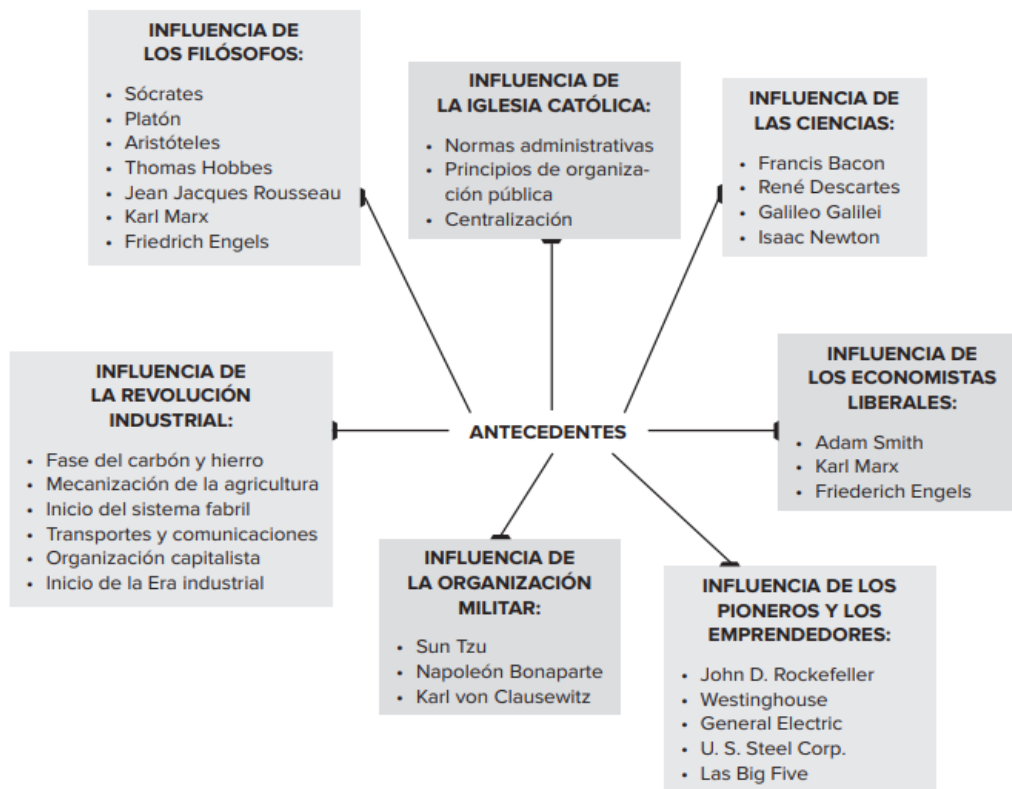 INFLUENCIA DE
LOS FILÓSOFOS:
• Sócrates
• Platón
• Aristóteles
• Thomas Hobbes
• Jean Jacques Rousseau
• Karl Marx
• Friedrich Engels
INFLUENCIA DE
LA IGLESIA CATÓLICA:
• Normas administrativas
• Principios de organiza-
ción pública
• Centralización
INFLUENCIA DE
LAS CIENCIAS:
• Francis Bacon
• René Descartes
• Galileo Galilei
• Isaac Newton
INFLUENCIA DE
LA REVOLUCIÓN
INDUSTRIAL:
• Fase del carbón y hierro
• Mecanización de la agricultura
• Inicio del sistema fabril
• Transportes y comunicaciones
• Organización capitalista
• Inicio de la Era industrial
ANTECEDENTES
INFLUENCIA DE
LOS ECONOMISTAS
LIBERALES:
• Adam Smith
• Karl Marx
• Friederich Engels
INFLUENCIA DE
LA ORGANIZACIÓN
MILITAR:
• Sun Tzu
• Napoleón Bonaparte
• Karl von Clausewitz
INFLUENCIA DE LOS
PIONEROS Y LOS
EMPRENDEDORES:
• John D. Rockefeller
• Westinghouse
• General Electric
• U. S. Steel Corp.
• Las Big Five